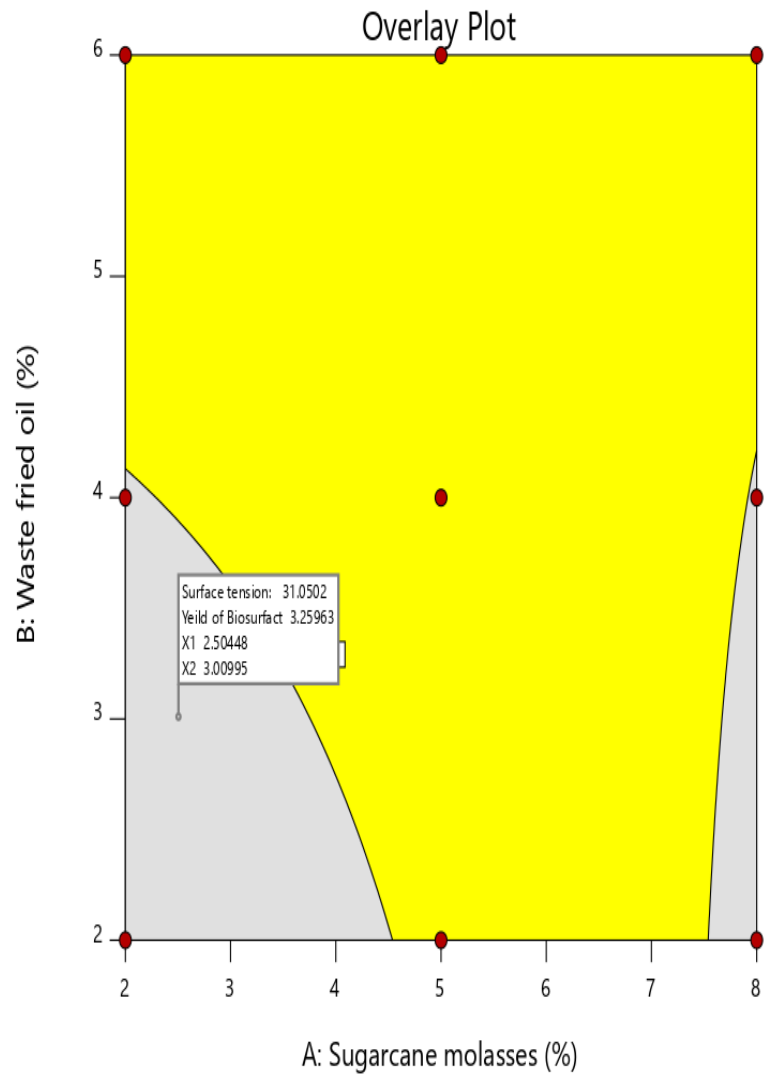 Overlay Plot
6
5
4
3
2
B: Waste fried oil (%)
Surface tension: 31.0502
Yeild of Biosurfact 3.25963
X1 2.50448
X2 3.00995
2 3 4 5 6 7 8
A: Sugarcane molasses (%)